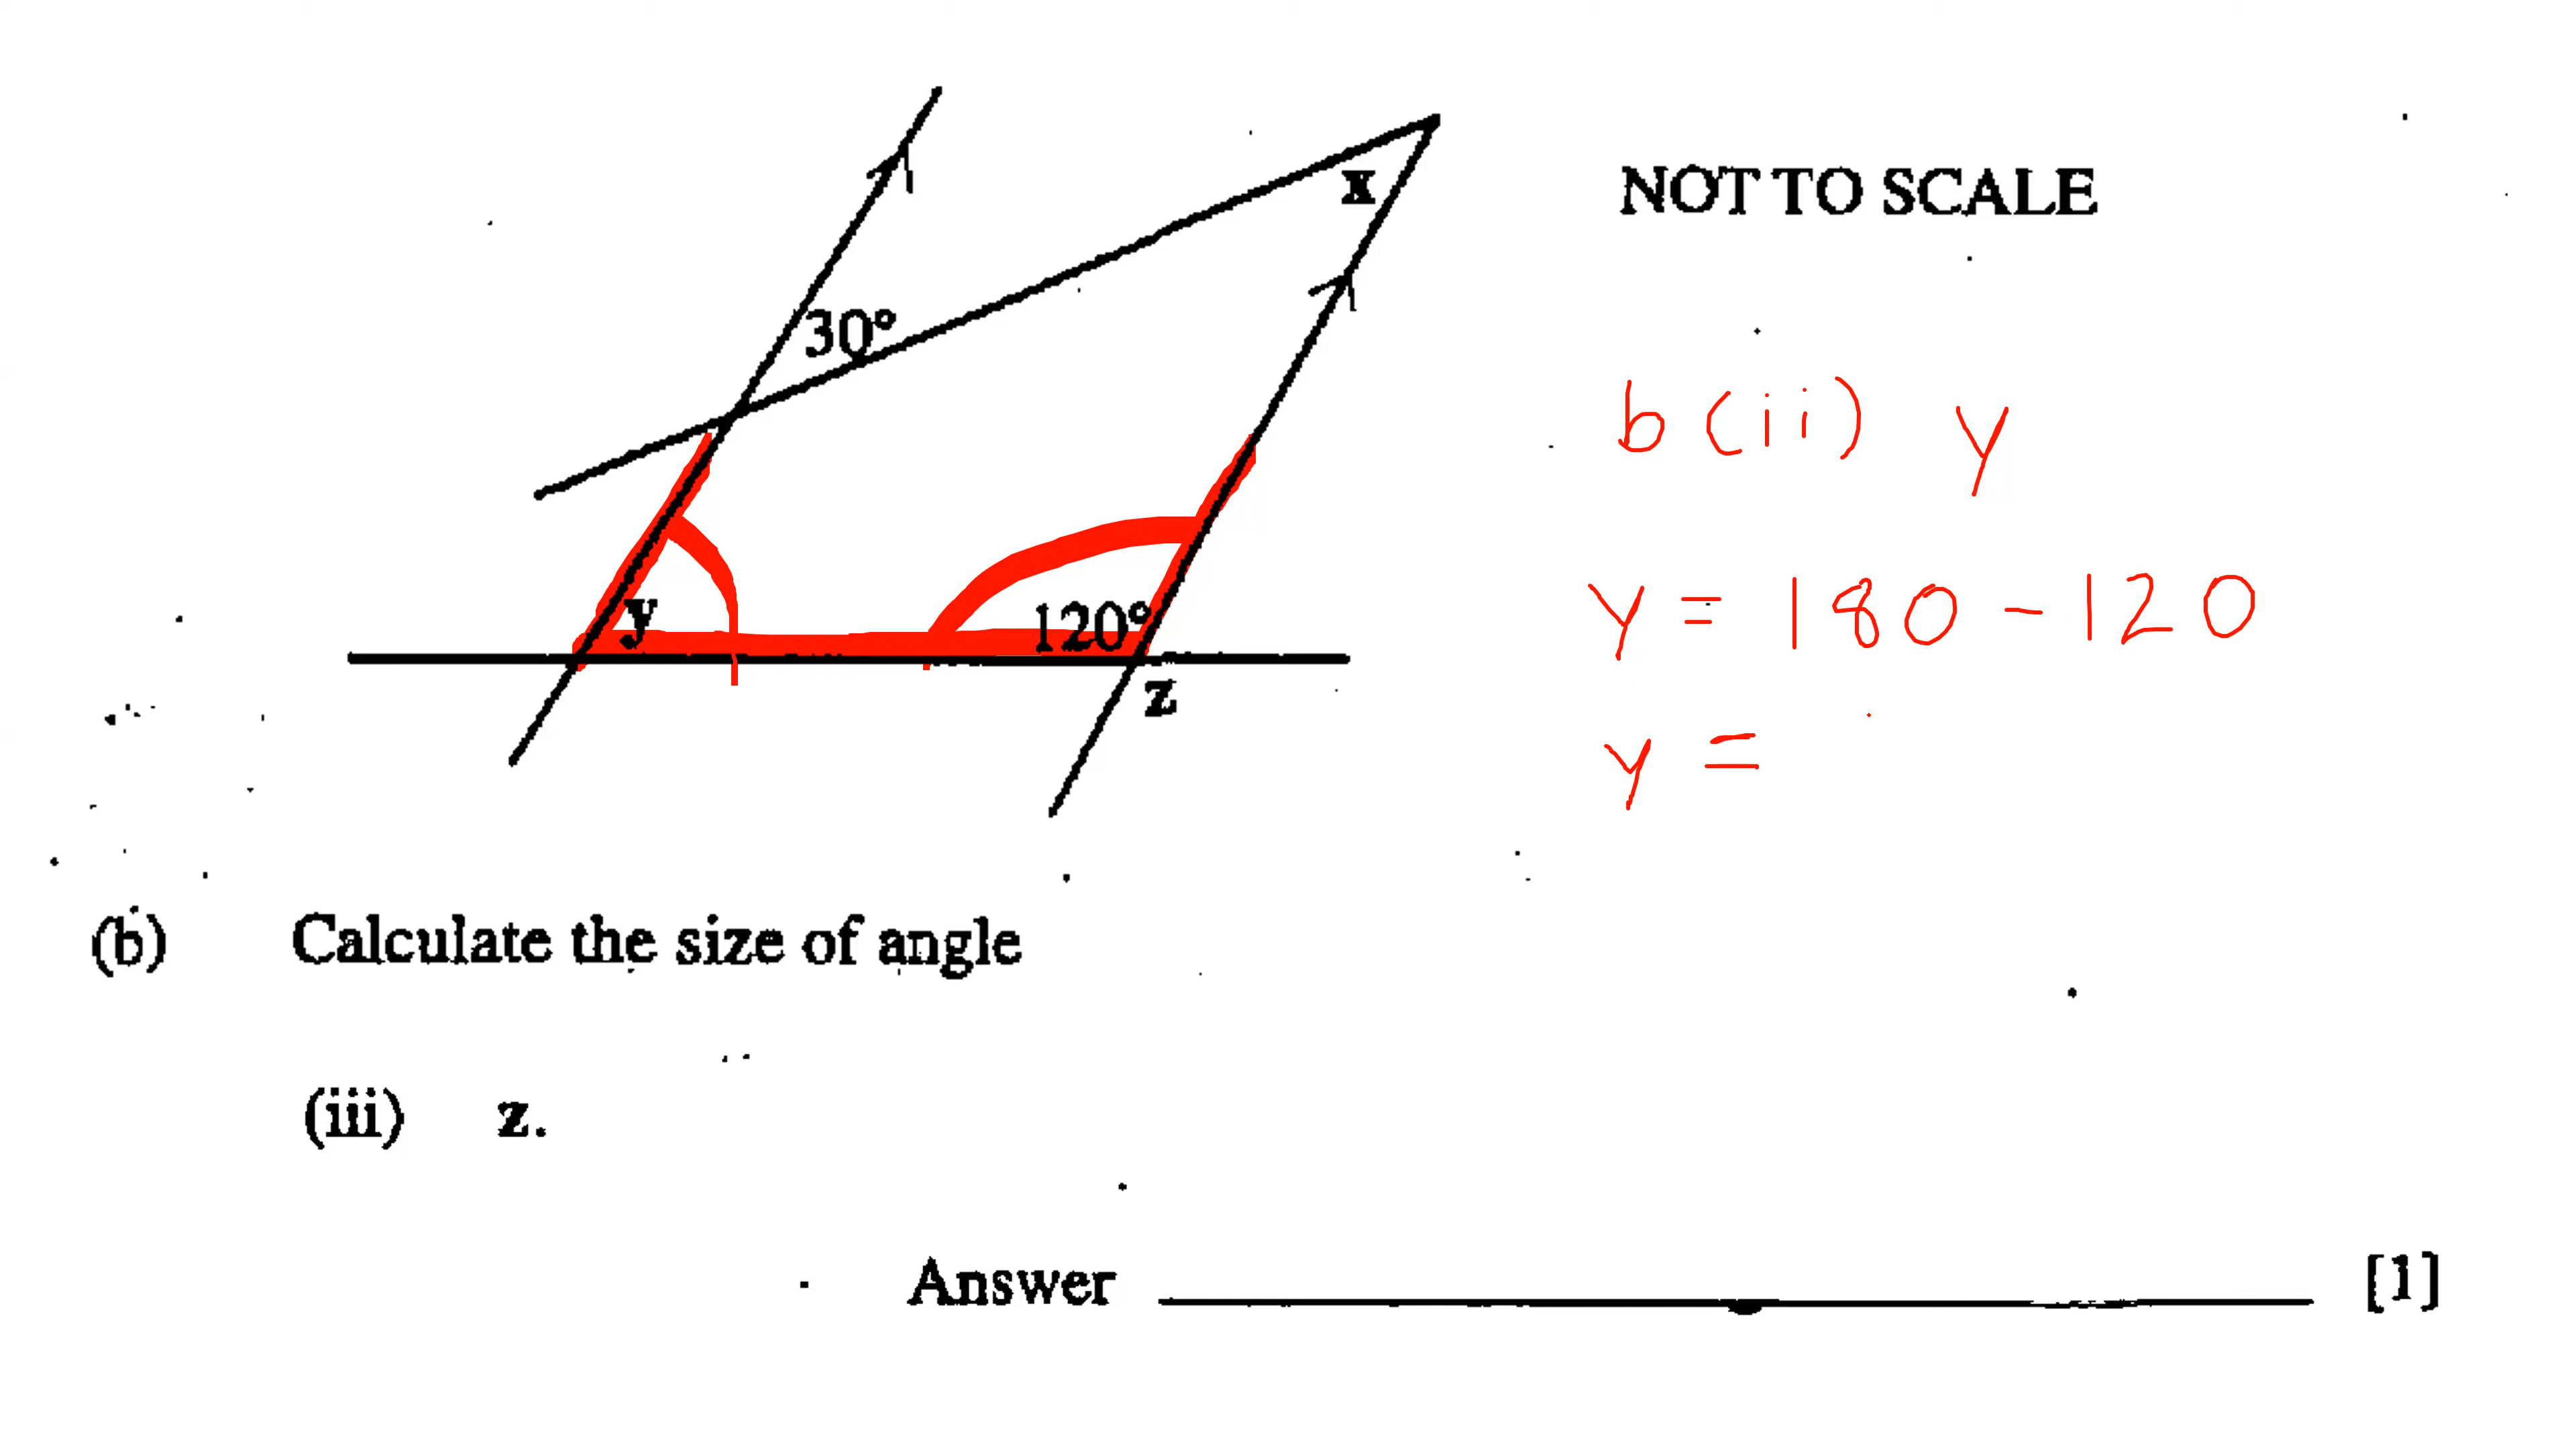 x
NOT TO SCALE
30°
b (ii) y
y
120°
y = 180 - 120
z
y =
(b) Calculate the size of angle
(iii) z.
Answer [1]